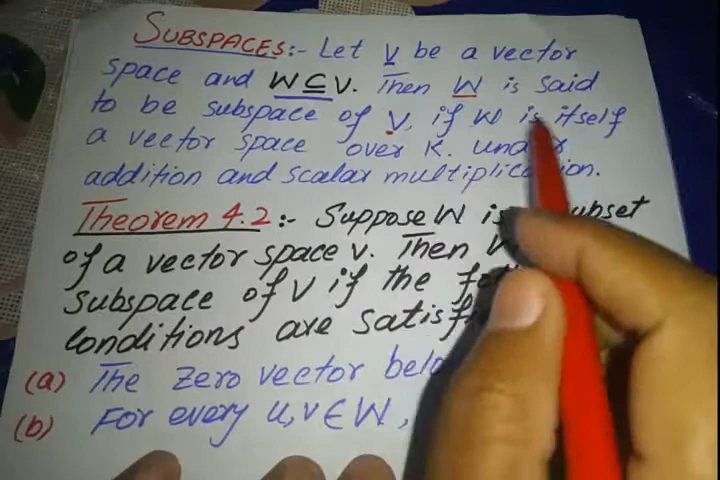 SUBSPACES:- Let V be a vector
space and W ⊆ V. Then W is said
to be subspace of V, if W is itself
a vector space over K. under
addition and scalar multiplication.
Theorem 4.2:- Suppose W is subset
of a vector space V. Then
subspace of V if the
conditions are
(a) The zero vector
(b) For every u, v ∈ W,